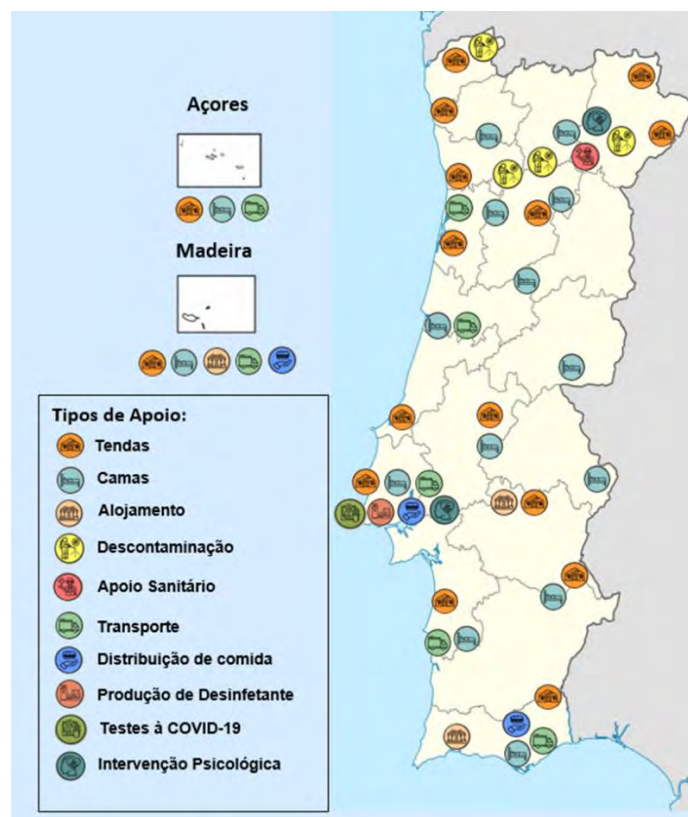 Açores
Madeira
Tipos de Apoio:
Tendas
Camas
Alojamento
Descontaminação
Apoio Sanitário
Transporte
Distribuição de comida
Produção de Desinfetante
Testes à COVID-19
Intervenção Psicológica